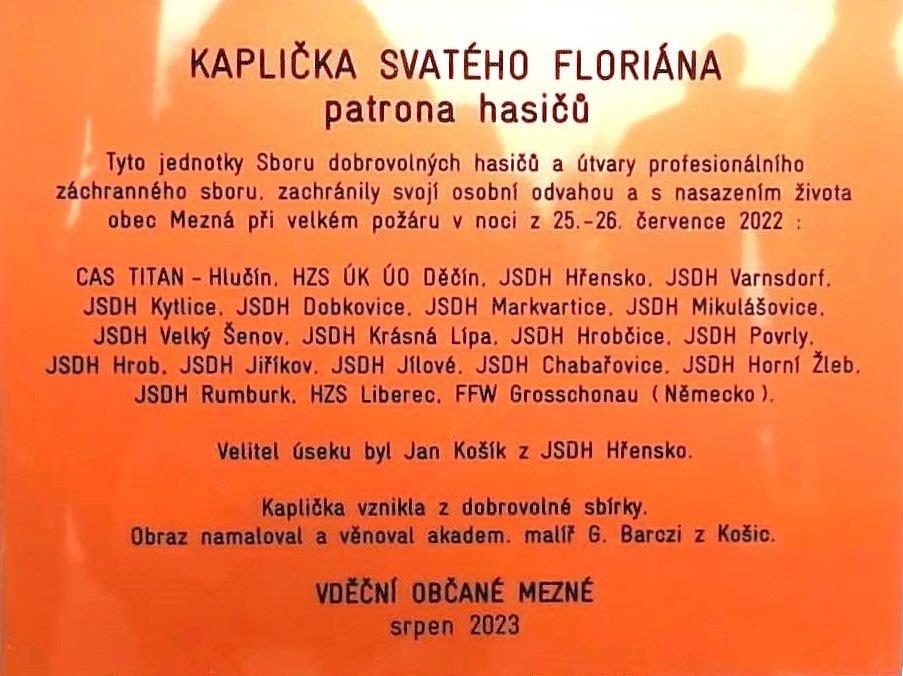 KAPLIČKA SVATÉHO FLORIÁNA
patrona hasičů
Tyto jednotky Sboru dobrovolných hasičů a útvary profesionálního
záchranného sboru, zachránily svojí osobní odvahou a s nasazením života
obec Mezná při velkém požáru v noci z 25.-26. července 2022 :
CAS TITAN - Hlučín, HZS ÚK ÚO Děčín, JSDH Hřensko, JSDH Varnsdorf,
JSDH Kytlice, JSDH Dobkovice, JSDH Markvartice, JSDH Mikulášovice,
JSDH Velký Šenov, JSDH Krásná Lípa, JSDH Hrobčice, JSDH Povrly,
JSDH Hrob, JSDH Jiříkov, JSDH Jílové, JSDH Chabařovice, JSDH Horní Žleb,
JSDH Rumburk, HZS Liberec, FFW Grosschonau (Německo),
Velitel úseku byl Jan Košík z JSDH Hřensko.
Kaplička vznikla z dobrovolné sbírky.
Obraz namaloval a věnoval akadem. malíř G. Barczi z Košic.
VDĚČNÍ OBČANÉ MEZNÉ
srpen 2023